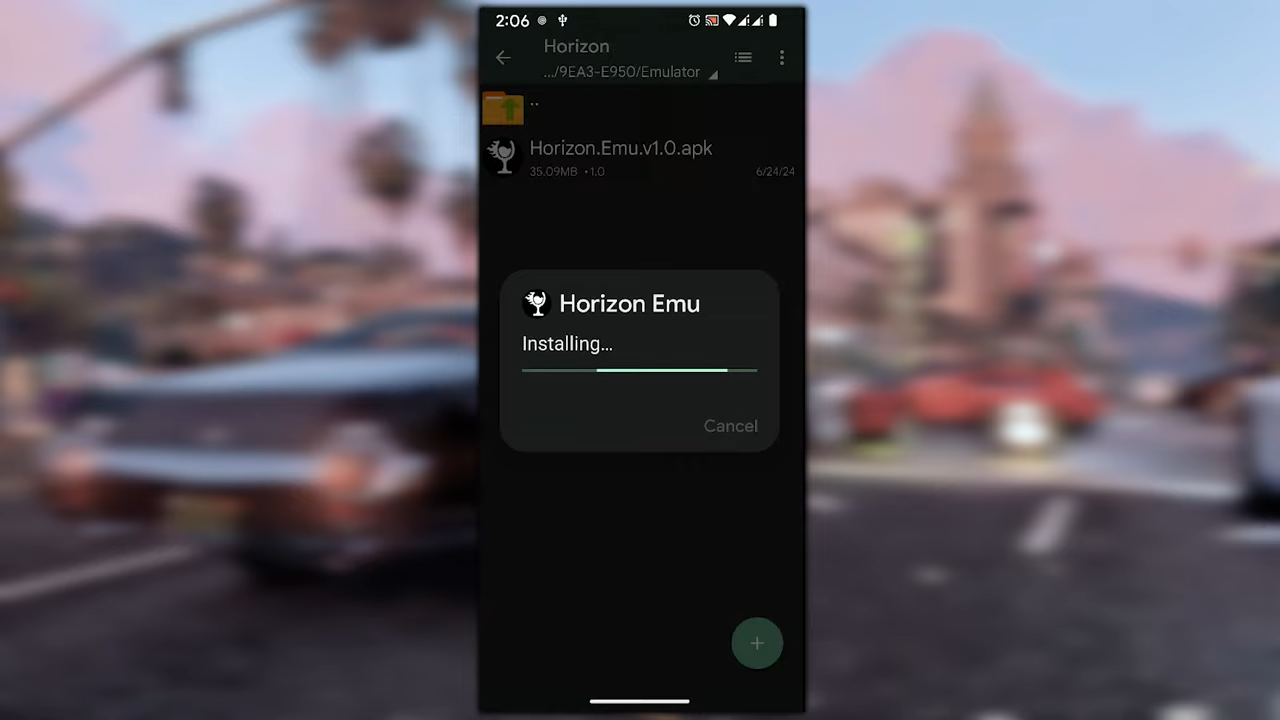 2:06
Horizon
.../9EA3-E950/Emulator
..
Horizon.Emu.v1.0.apk
35.09MB •1.0 6/24/24
Horizon Emu
Installing...
Cancel
+